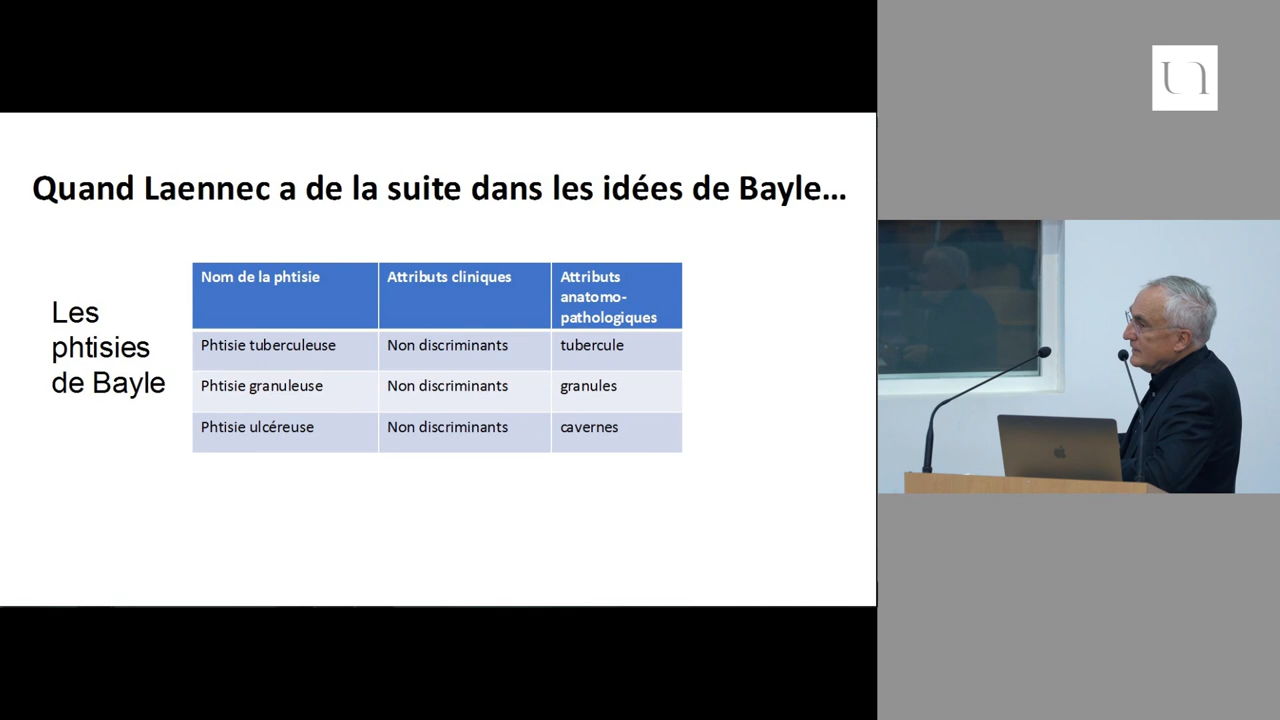 Quand Laennec a de la suite dans les idées de Bayle...
Les
phtisies
de Bayle
Nom de la phtisie
Attributs cliniques
Attributs
anatomo-
pathologiques
Phtisie tuberculeuse
Non discriminants
tubercule
Phtisie granuleuse
Non discriminants
granules
Phtisie ulcéreuse
Non discriminants
cavernes